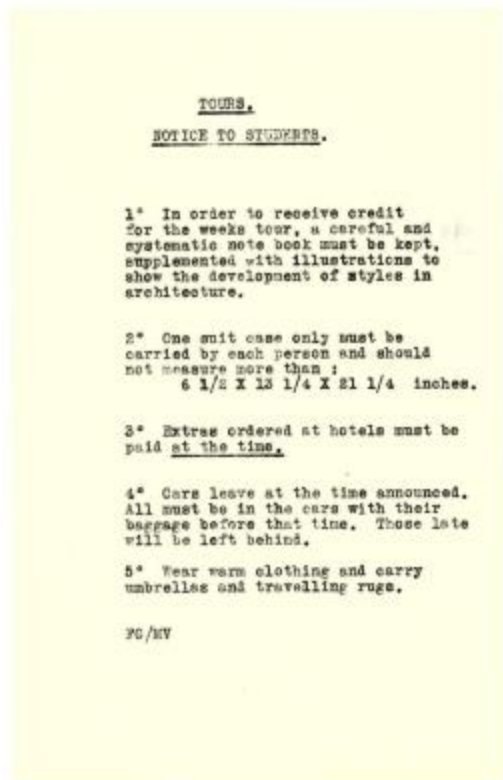 TOURS.
NOTICE TO STUDENTS.
1° In order to receive credit
for the weeks tour, a careful and
systematic note book must be kept,
supplemented with illustrations to
show the development of styles in
architecture.
2° One suit case only must be
carried by each person and should
not measure more than :
6 1/2 X 13 1/4 X 21 1/4 inches.
3° Extras ordered at hotels must be
paid at the time.
4° Cars leave at the time announced.
All must be in the cars with their
baggage before that time. Those late
will be left behind.
5° Wear warm clothing and carry
umbrellas and travelling rugs.
FG/MV